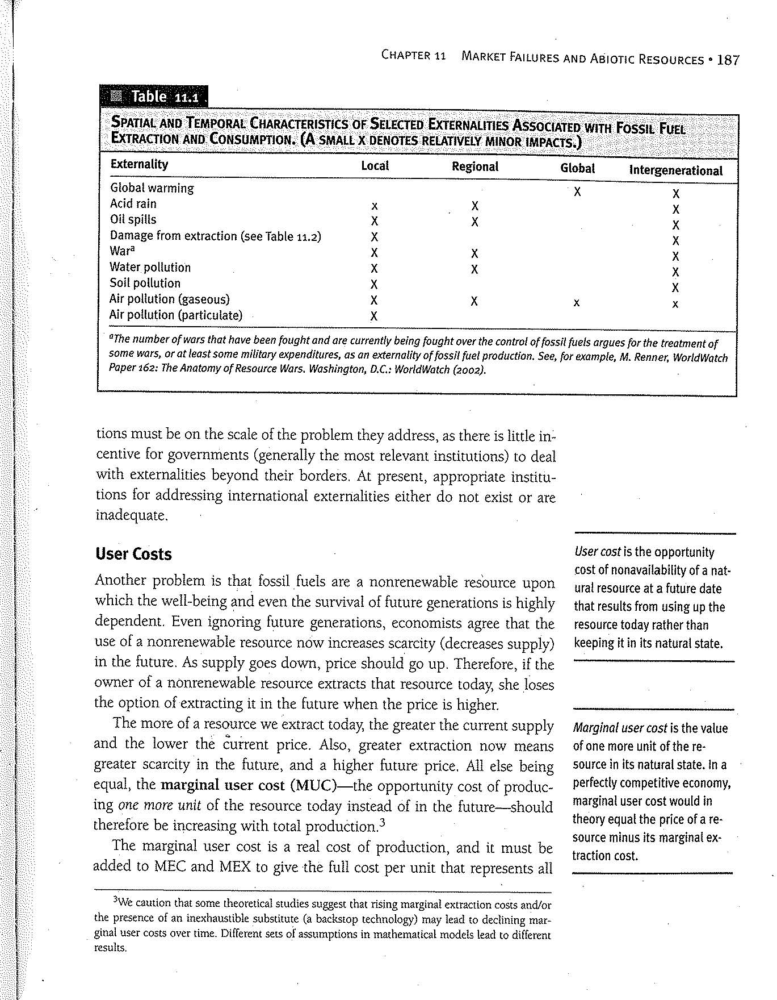 CHAPTER 11 MARKET FAILURES AND ABIOTIC RESOURCES • 187
Table 11.1
SPATIAL AND TEMPORAL CHARACTERISTICS OF SELECTED EXTERNALITIES ASSOCIATED WITH FOSSIL FUEL
EXTRACTION AND CONSUMPTION. (A SMALL X DENOTES RELATIVELY MINOR IMPACTS.)
Externality Local Regional Global Intergenerational
Global warming X X
Acid rain x X X
Oil spills X X X
Damage from extraction (see Table 11.2) X X
Warᵃ X X X
Water pollution X X X
Soil pollution X X
Air pollution (gaseous) X X x x
Air pollution (particulate) X
ᵃThe number of wars that have been fought and are currently being fought over the control of fossil fuels argues for the treatment of
some wars, or at least some military expenditures, as an externality of fossil fuel production. See, for example, M. Renner, WorldWatch
Paper 162: The Anatomy of Resource Wars. Washington, D.C.: WorldWatch (2002).
tions must be on the scale of the problem they address, as there is little in-
centive for governments (generally the most relevant institutions) to deal
with externalities beyond their borders. At present, appropriate institu-
tions for addressing international externalities either do not exist or are
inadequate.
User Costs
Another problem is that fossil fuels are a nonrenewable resource upon
which the well-being and even the survival of future generations is highly
dependent. Even ignoring future generations, economists agree that the
use of a nonrenewable resource now increases scarcity (decreases supply)
in the future. As supply goes down, price should go up. Therefore, if the
owner of a nonrenewable resource extracts that resource today, she loses
the option of extracting it in the future when the price is higher.
The more of a resource we extract today, the greater the current supply
and the lower the current price. Also, greater extraction now means
greater scarcity in the future, and a higher future price. All else being
equal, the marginal user cost (MUC)—the opportunity cost of produc-
ing one more unit of the resource today instead of in the future—should
therefore be increasing with total production.³
The marginal user cost is a real cost of production, and it must be
added to MEC and MEX to give the full cost per unit that represents all
User cost is the opportunity
cost of nonavailability of a nat-
ural resource at a future date
that results from using up the
resource today rather than
keeping it in its natural state.
Marginal user cost is the value
of one more unit of the re-
source in its natural state. In a
perfectly competitive economy,
marginal user cost would in
theory equal the price of a re-
source minus its marginal ex-
traction cost.
³We caution that some theoretical studies suggest that rising marginal extraction costs and/or
the presence of an inexhaustible substitute (a backstop technology) may lead to declining mar-
ginal user costs over time. Different sets of assumptions in mathematical models lead to different
results.